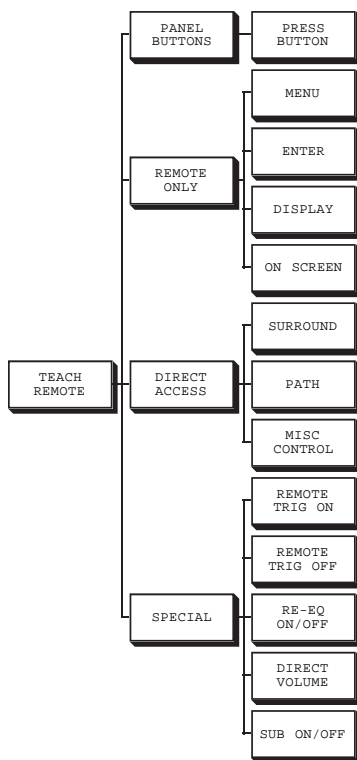 PANEL
BUTTONS
PRESS
BUTTON
MENU
REMOTE
ONLY
ENTER
DISPLAY
ON SCREEN
SURROUND
TEACH
REMOTE
DIRECT
ACCESS
PATH
MISC
CONTROL
REMOTE
TRIG ON
REMOTE
TRIG OFF
SPECIAL
RE-EQ
ON/OFF
DIRECT
VOLUME
SUB ON/OFF